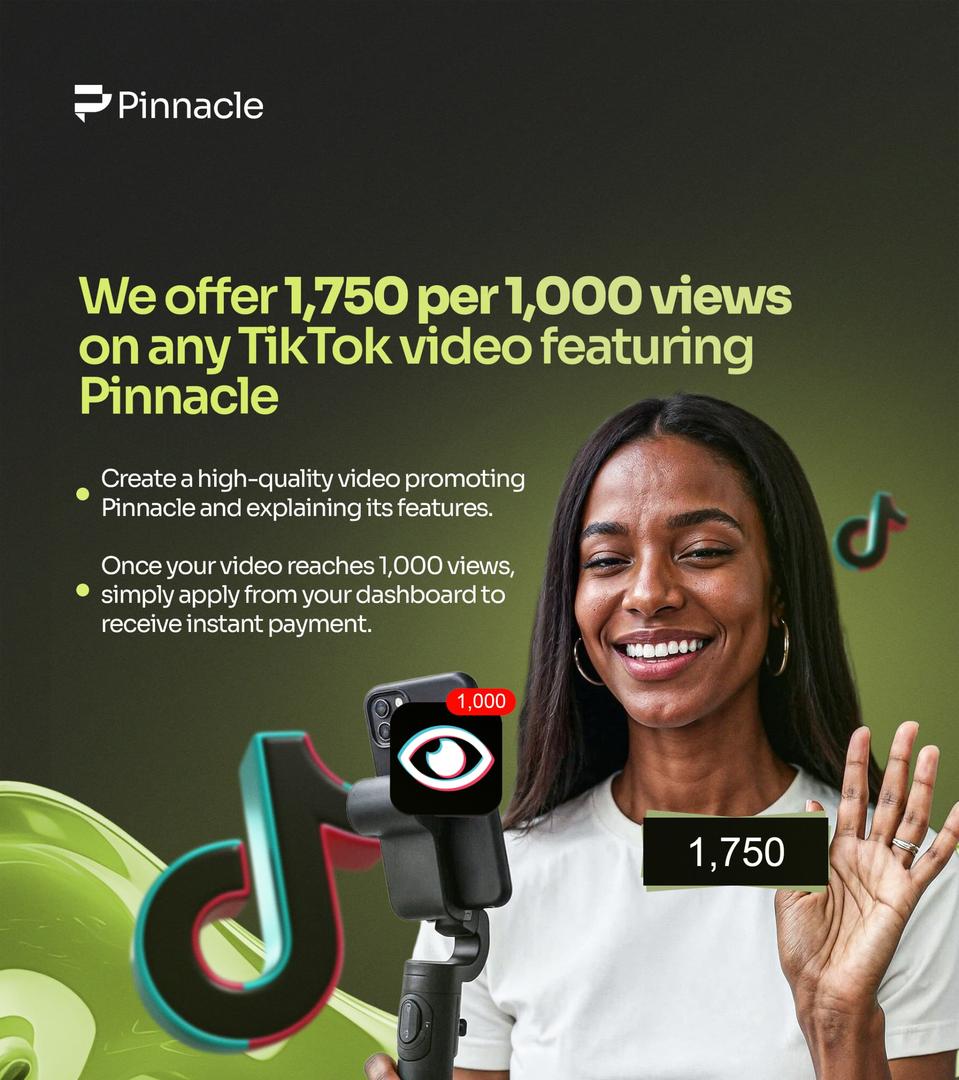 Pinnacle
We offer 1,750 per 1,000 views
on any TikTok video featuring
Pinnacle
Create a high-quality video promoting
Pinnacle and explaining its features.
Once your video reaches 1,000 views,
simply apply from your dashboard to
receive instant payment.
1,000
1,750